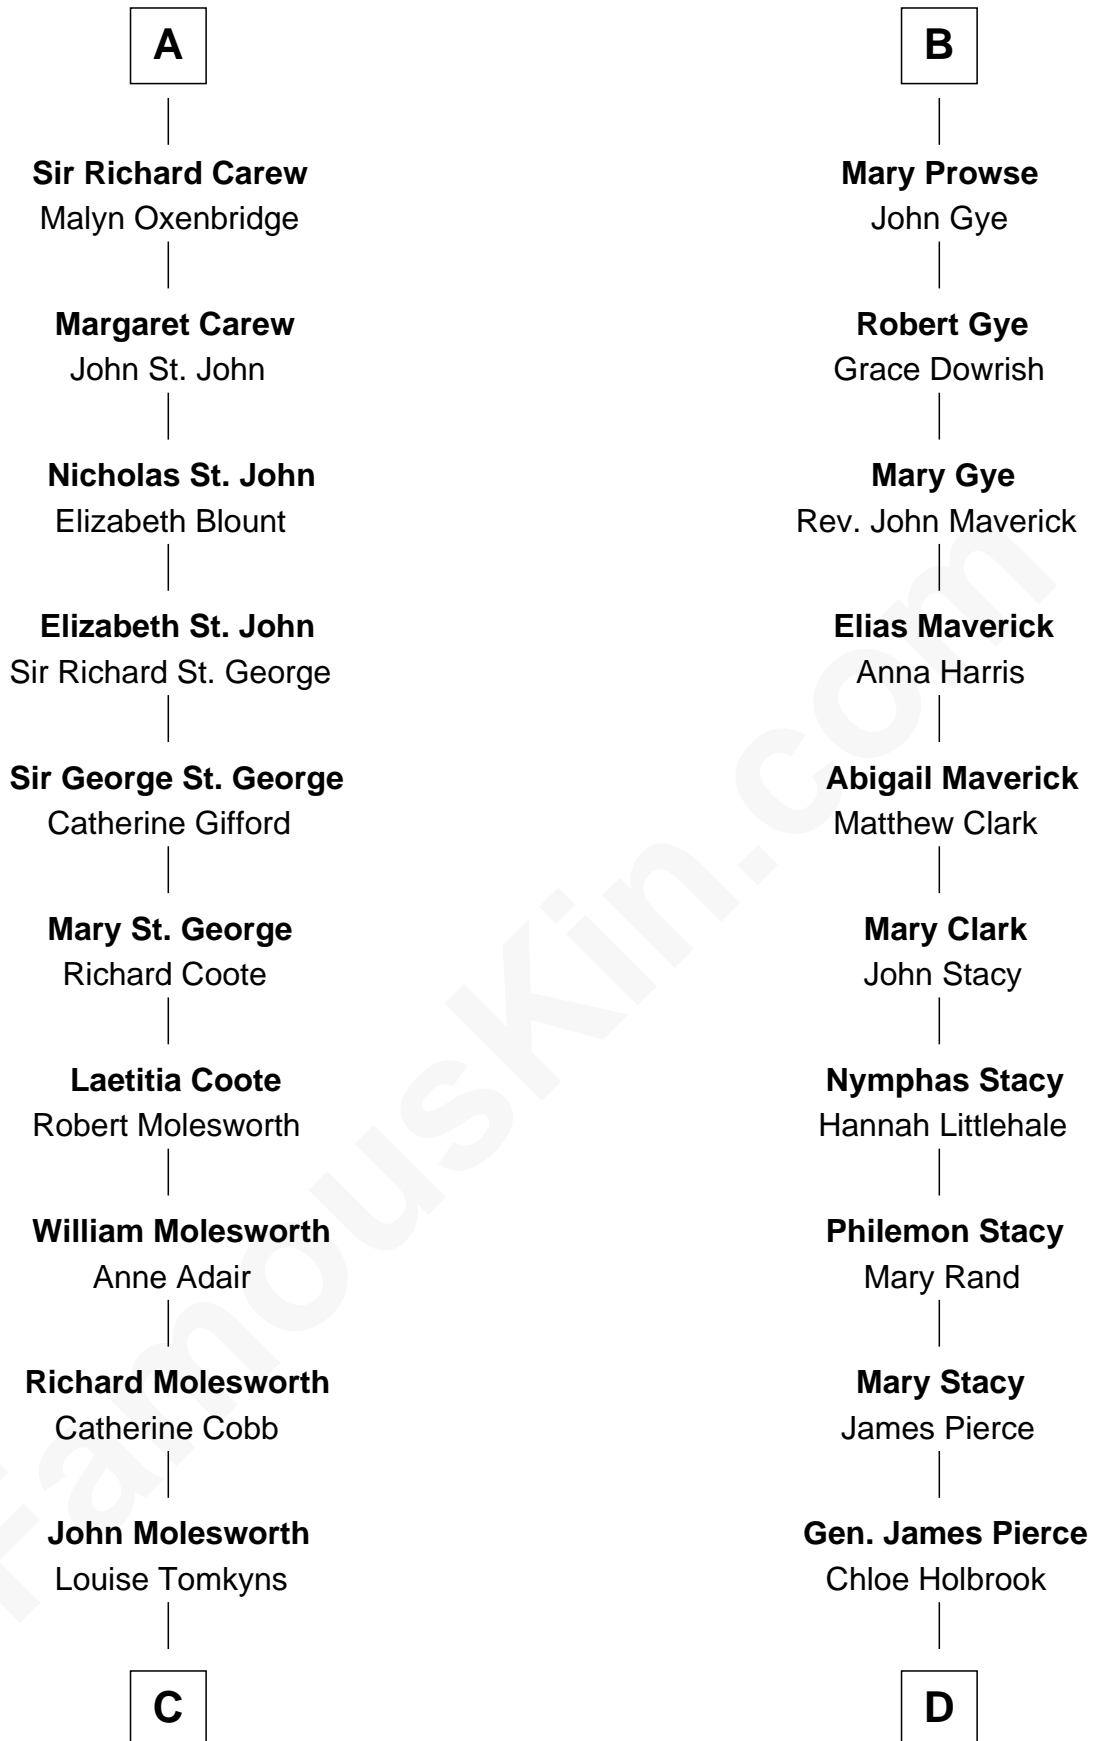 A
Sir Richard Carew
Malyn Oxenbridge
Margaret Carew
John St. John
Nicholas St. John
Elizabeth Blount
Elizabeth St. John
Sir Richard St. George
Sir George St. George
Catherine Gifford
Mary St. George
Richard Coote
Laetitia Coote
Robert Molesworth
William Molesworth
Anne Adair
Richard Molesworth
Catherine Cobb
John Molesworth
Louise Tomkyns
C
B
Mary Prowse
John Gye
Robert Gye
Grace Dowrish
Mary Gye
Rev. John Maverick
Elias Maverick
Anna Harris
Abigail Maverick
Matthew Clark
Mary Clark
John Stacy
Nymphas Stacy
Hannah Littlehale
Philemon Stacy
Mary Rand
Mary Stacy
James Pierce
Gen. James Pierce
Chloe Holbrook
D
FamousKin.com